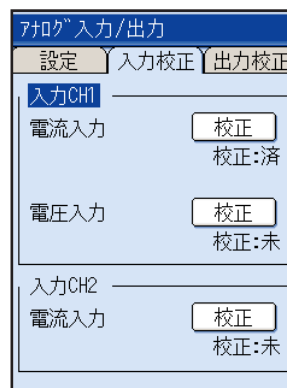 ｱﾅﾛｸﾞ入力/出力
設定 入力校正 出力校正
入力CH1
電流入力 校正
校正:済
電圧入力 校正
校正:未
入力CH2
電流入力 校正
校正:未